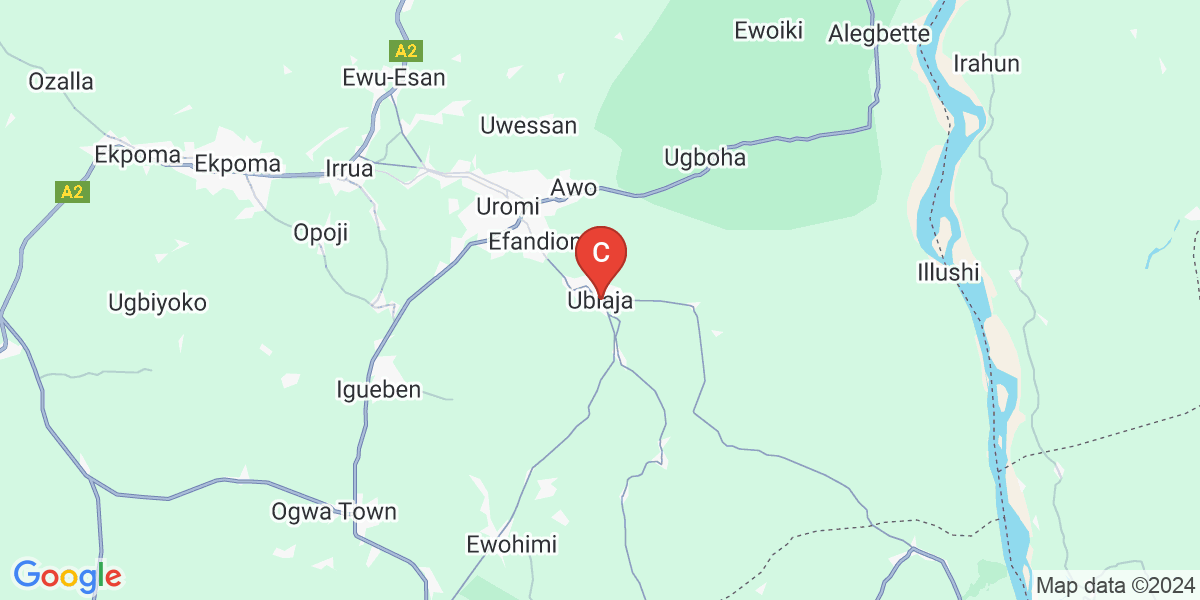 Ewoiki
Alegbette
A2
Irahun
Ewu-Esan
Ozalla
Uwessan
Ekpoma
Ekpoma
Ugboha
Irrua
A2
Awo
Uromi
Opoji
Efandion
C
Illushi
Ubiaja
Ugbiyoko
Igueben
Ogwa Town
Ewohimi
Google
Map data ©2024